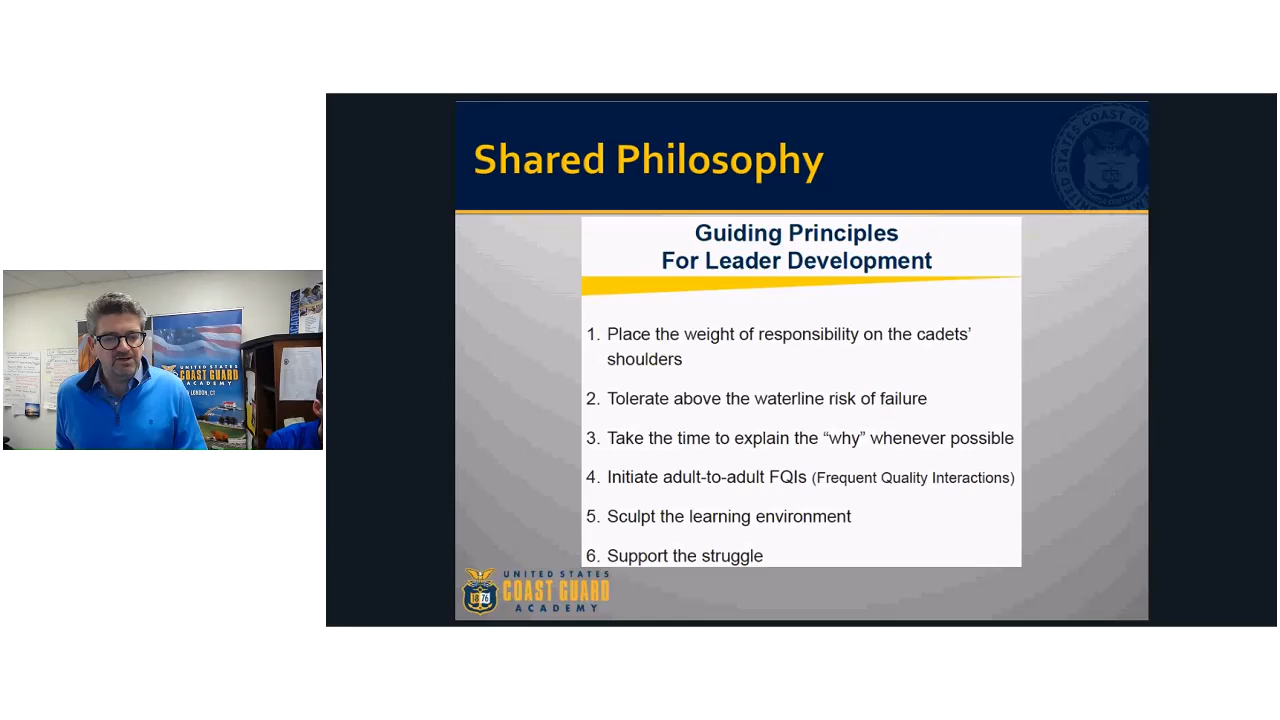 Shared Philosophy
Guiding Principles
For Leader Development
1. Place the weight of responsibility on the cadets’
shoulders
2. Tolerate above the waterline risk of failure
3. Take the time to explain the “why” whenever possible
4. Initiate adult-to-adult FQIs (Frequent Quality Interactions)
5. Sculpt the learning environment
6. Support the struggle
UNITED STATES
COAST GUARD
ACADEMY
1876
UNITED STATES
COAST GUARD
ACADEMY
LONDON, CT
ACADEMICS